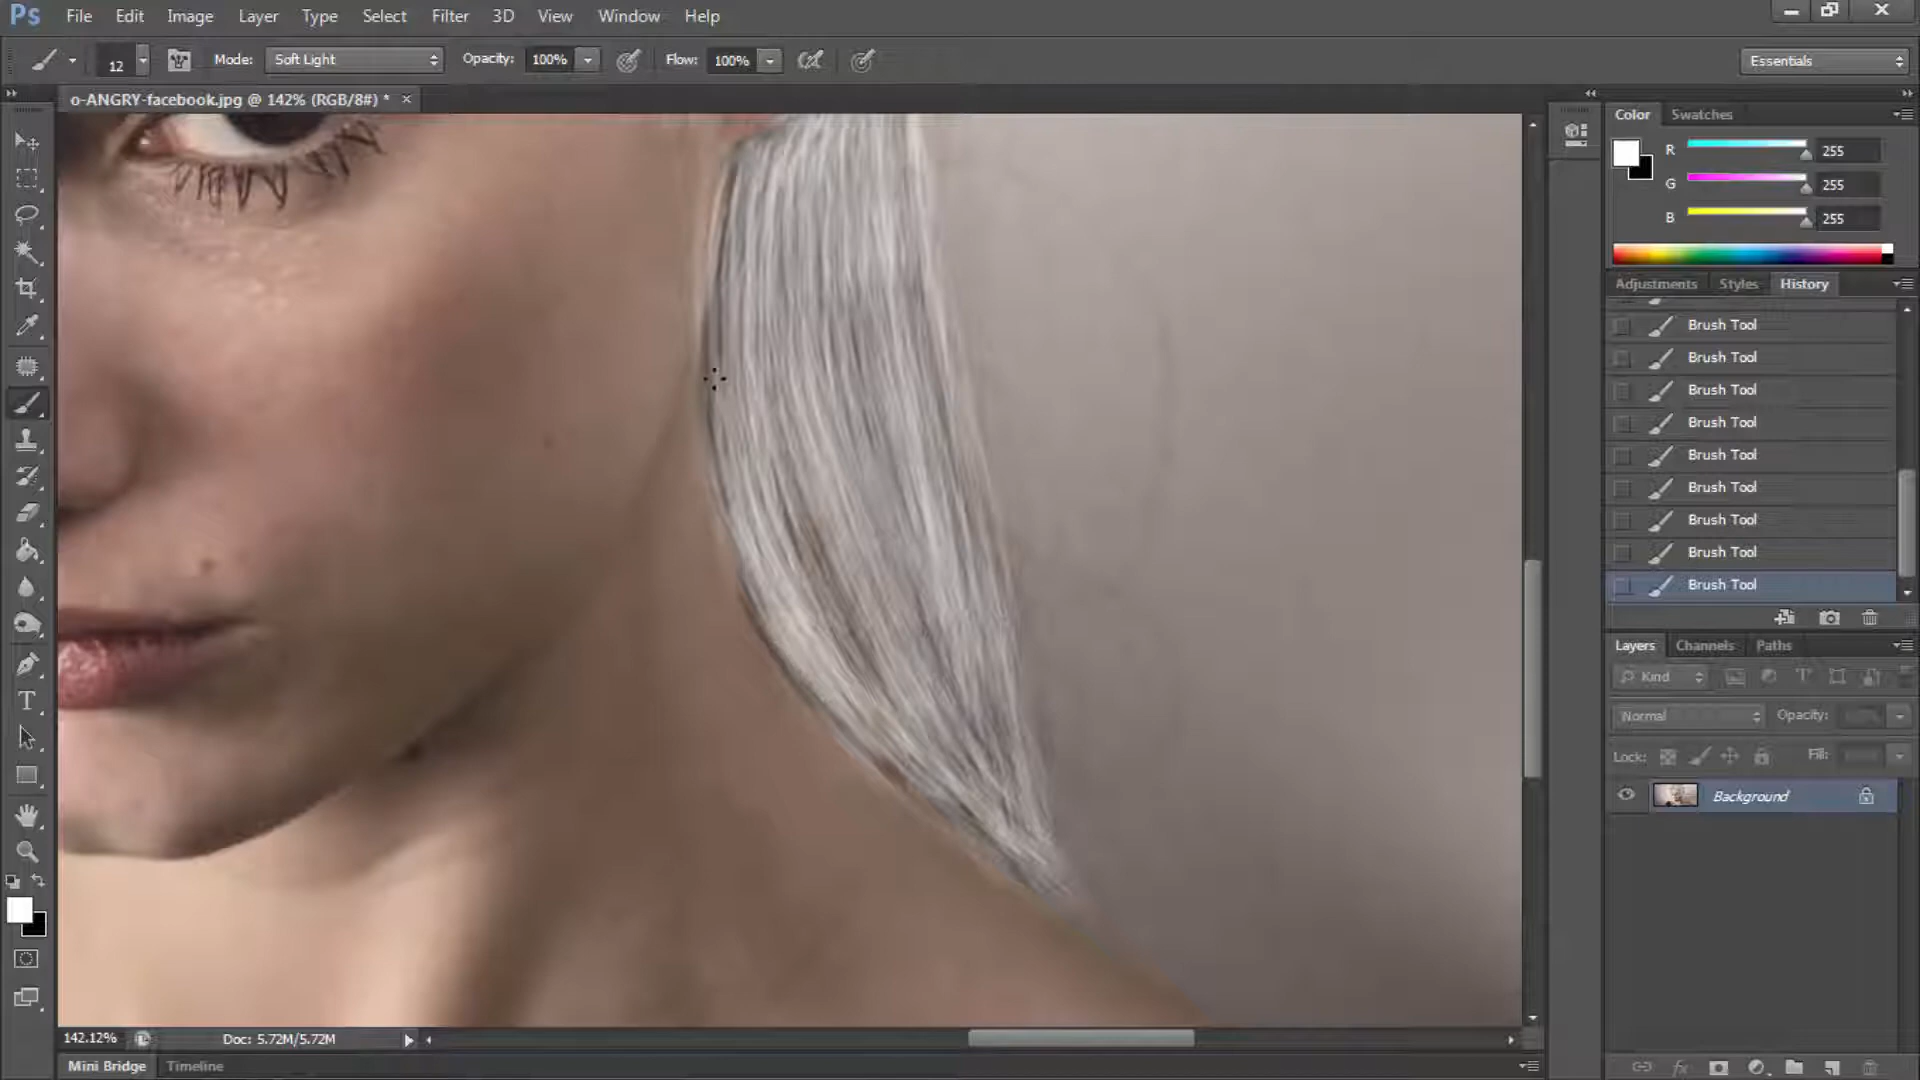 Ps File Edit Image Layer Type Select Filter 3D View Window Help
12 Mode: Soft Light Opacity: 100% Flow: 100% Essentials
o-ANGRY-facebook.jpg @ 142% (RGB/8#) * ×
Color Swatches
R 255
G 255
B 255
Adjustments Styles History
Brush Tool
Brush Tool
Brush Tool
Brush Tool
Brush Tool
Brush Tool
Brush Tool
Brush Tool
Brush Tool
Layers Channels Paths
Kind
Normal Opacity:
Lock: Fill:
Background
T
fx
142.12% Doc: 5.72M/5.72M
Mini Bridge Timeline